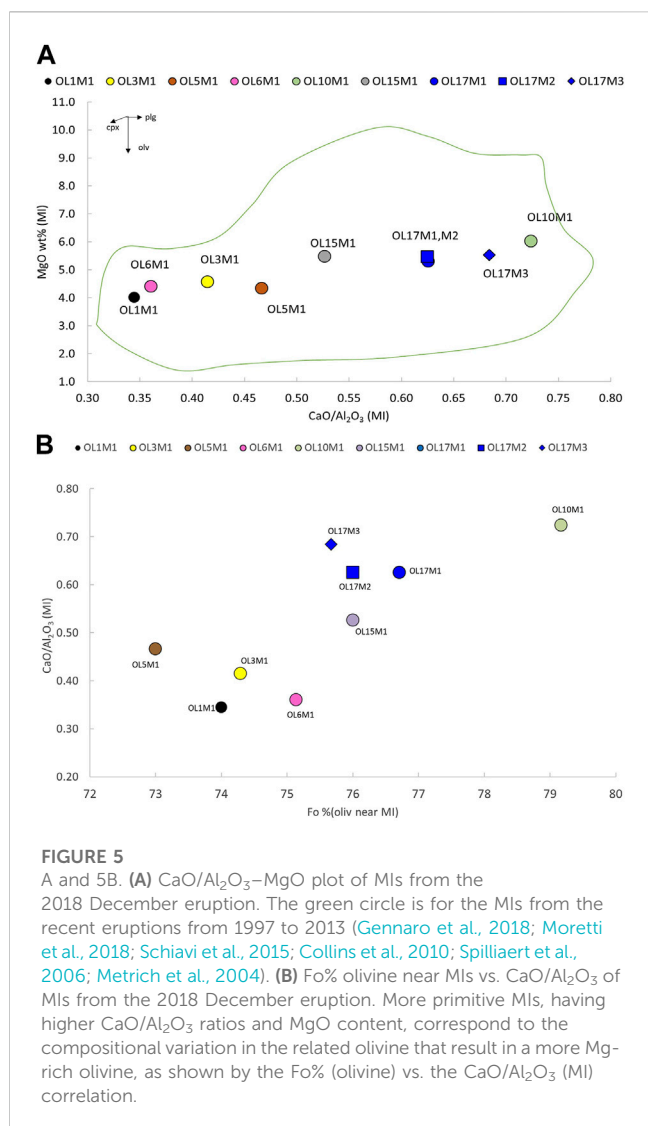 A
OL1M1 OL3M1 OL5M1 OL6M1 OL10M1 OL15M1 OL17M1 OL17M2 OL17M3
11.0
10.0
9.0
8.0
7.0
6.0
5.0
4.0
3.0
2.0
1.0
MgO wt% (MI)
cpx
plg
olv
OL10M1
OL17M1,M2
OL15M1
OL17M3
OL3M1
OL6M1
OL5M1
OL1M1
0.30 0.35 0.40 0.45 0.50 0.55 0.60 0.65 0.70 0.75 0.80
CaO/Al₂O₃ (MI)
B
OL1M1 OL3M1 OL5M1 OL6M1 OL10M1 OL15M1 OL17M1 OL17M2 OL17M3
0.80
0.70
0.60
0.50
0.40
0.30
0.20
CaO/Al₂O₃ (MI)
OL10M1
OL17M3
OL17M2
OL17M1
OL15M1
OL5M1
OL3M1
OL1M1
OL6M1
72 73 74 75 76 77 78 79 80
Fo %(oliv near MI)
FIGURE 5
A and 5B. (A) CaO/Al₂O₃–MgO plot of MIs from the
2018 December eruption. The green circle is for the MIs from the
recent eruptions from 1997 to 2013 (Gennaro et al., 2018; Moretti
et al., 2018; Schiavi et al., 2015; Collins et al., 2010; Spilliaert et al.,
2006; Metrich et al., 2004). (B) Fo% olivine near MIs vs. CaO/Al₂O₃ of
MIs from the 2018 December eruption. More primitive MIs, having
higher CaO/Al₂O₃ ratios and MgO content, correspond to the
compositional variation in the related olivine that result in a more Mg-
rich olivine, as shown by the Fo% (olivine) vs. the CaO/Al₂O₃ (MI)
correlation.